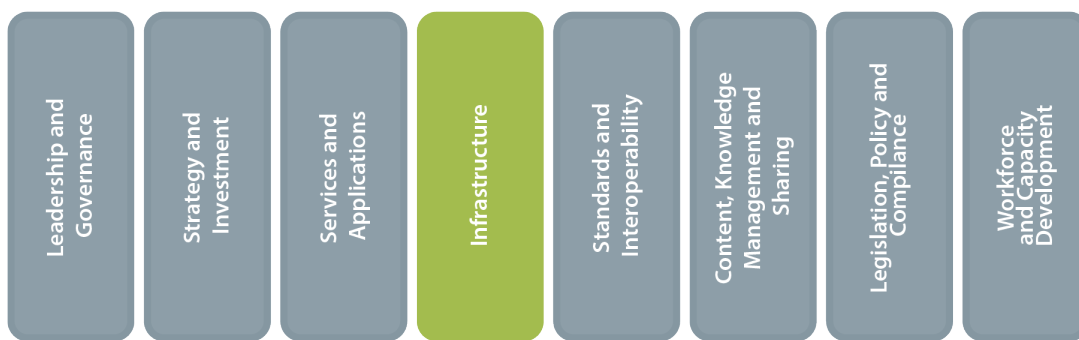 Leadership and
Governance
Strategy and
Investment
Services and
Applications
Infrastructure
Standards and
Interoperability
Content, Knowledge
Management and
Sharing
Legislation, Policy and
Compilance
Workforce
and Capacity
Development